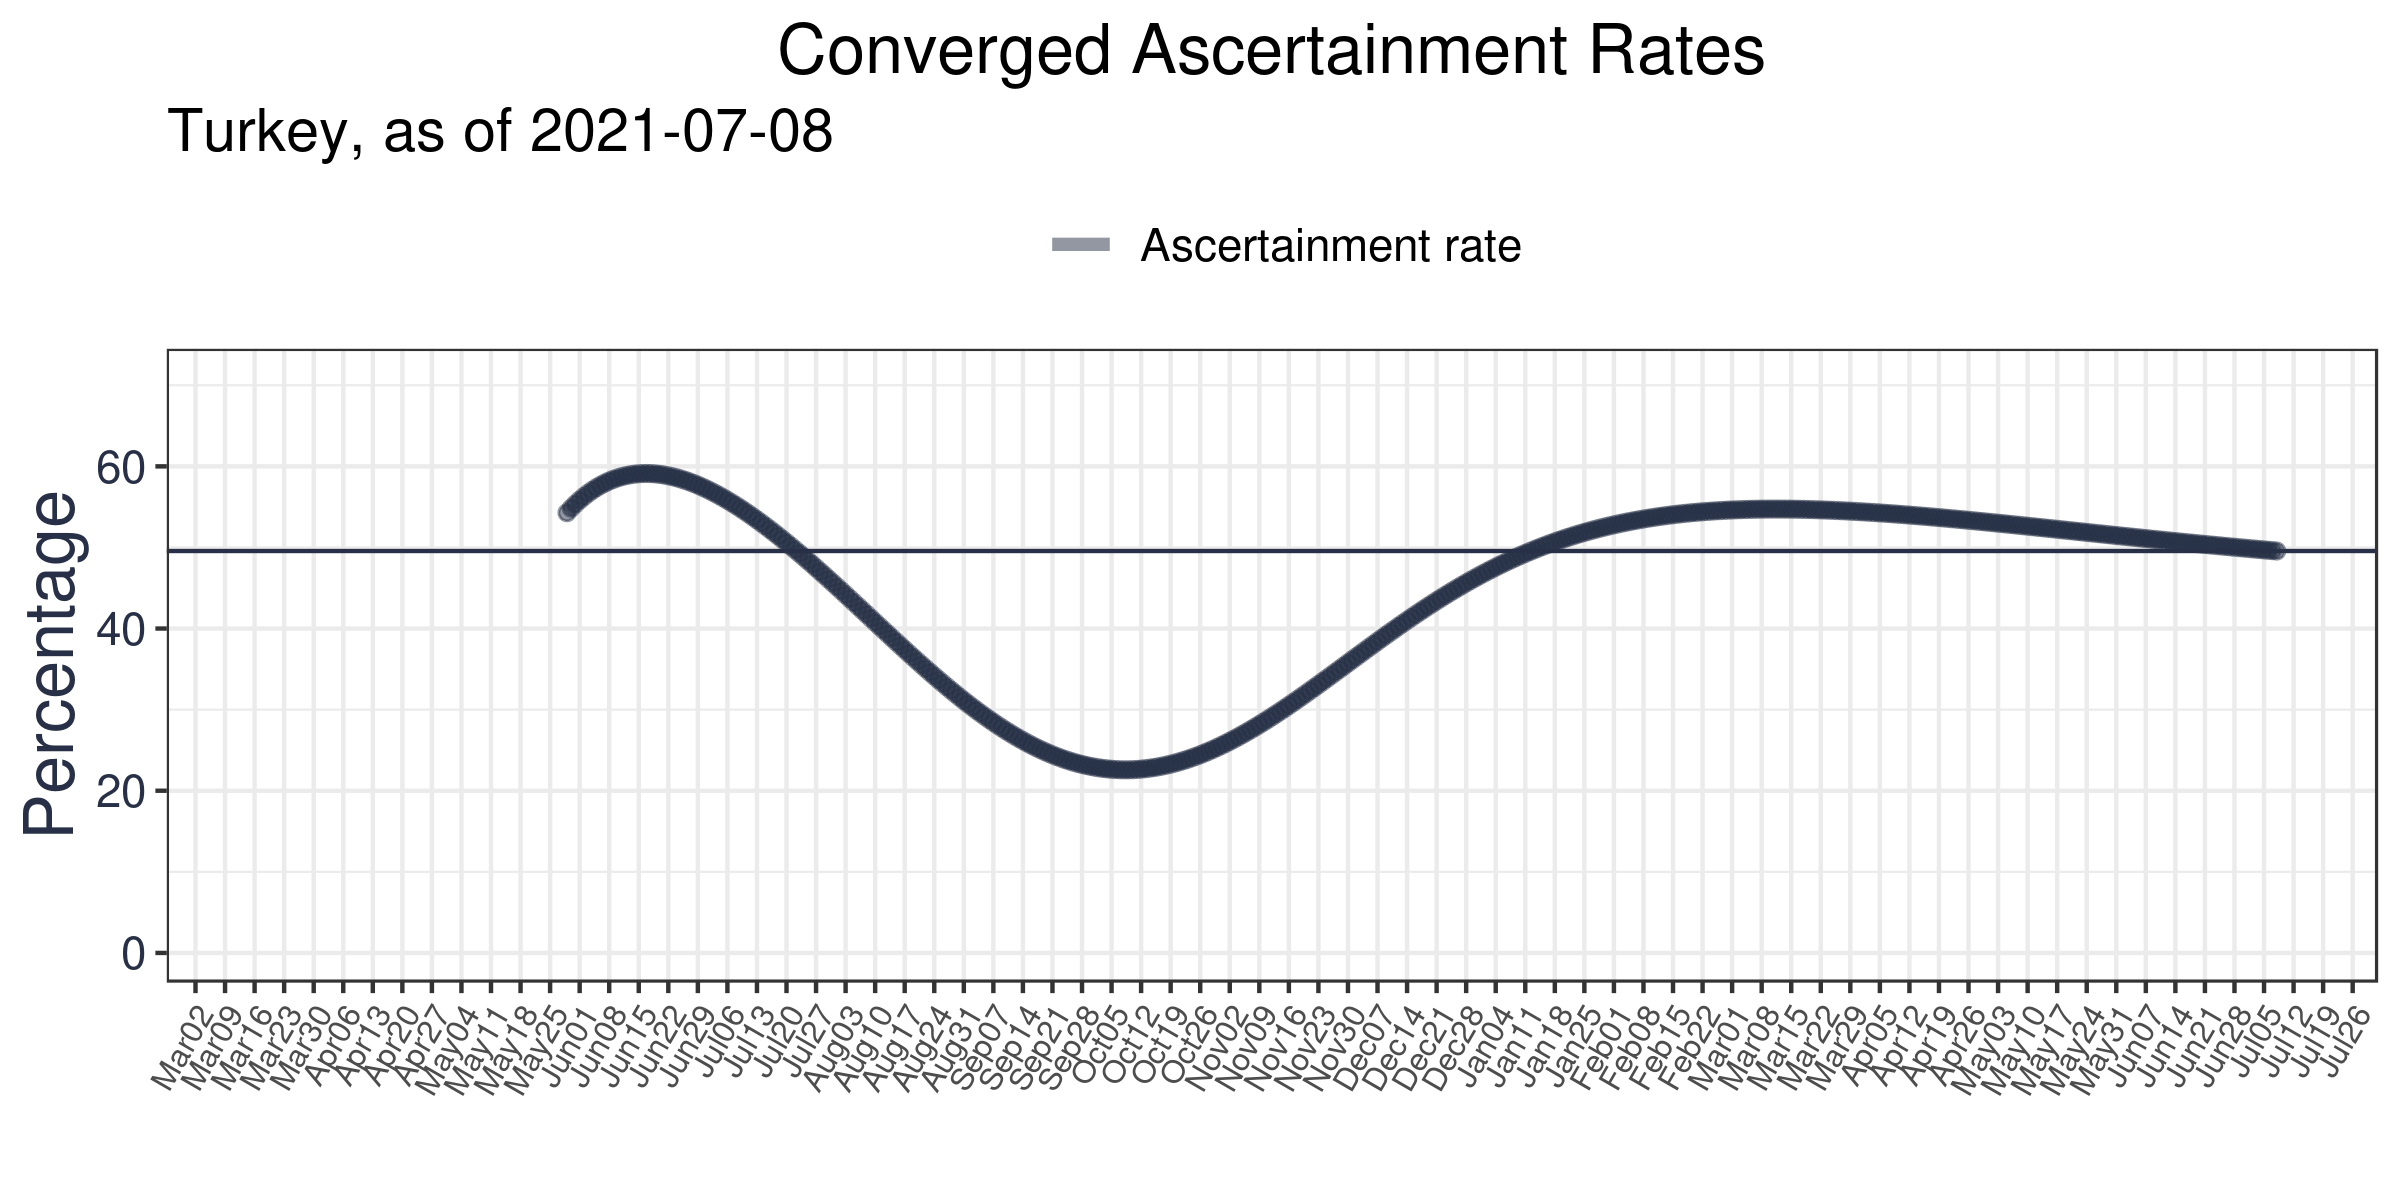 Converged Ascertainment Rates
Turkey, as of 2021-07-08
Ascertainment rate
Percentage
60
40
20
0
Mar02 Mar09 Mar16 Mar23 Mar30 Apr06 Apr13 Apr20 Apr27 May04 May11 May18 May25 Jun01 Jun08 Jun15 Jun22 Jun29 Jul06 Jul13 Jul20 Jul27 Aug03 Aug10 Aug17 Aug24 Aug31 Sep07 Sep14 Sep21 Sep28 Oct05 Oct12 Oct19 Oct26 Nov02 Nov09 Nov16 Nov23 Nov30 Dec07 Dec14 Dec21 Dec28 Jan04 Jan11 Jan18 Jan25 Feb01 Feb08 Feb15 Feb22 Mar01 Mar08 Mar15 Mar22 Mar29 Apr05 Apr12 Apr19 Apr26 May03 May10 May17 May24 May31 Jun07 Jun14 Jun21 Jun28 Jul05 Jul12 Jul19 Jul26